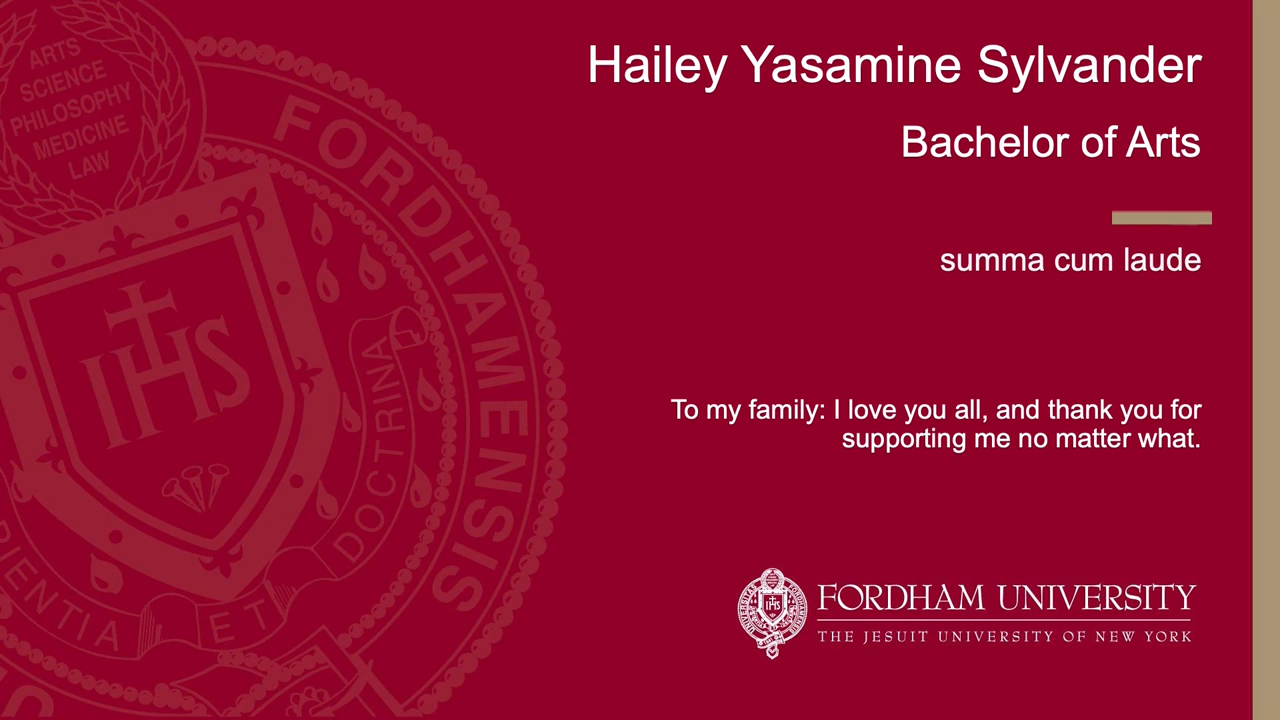 Hailey Yasamine Sylvander
Bachelor of Arts
summa cum laude
To my family: I love you all, and thank you for
supporting me no matter what.
FORDHAM UNIVERSITY
THE JESUIT UNIVERSITY OF NEW YORK
ARTS
SCIENCE
PHILOSOPHY
MEDICINE
LAW
FORDHAMENSIS
IHS
DOCTRINA
ET
PIENTIA